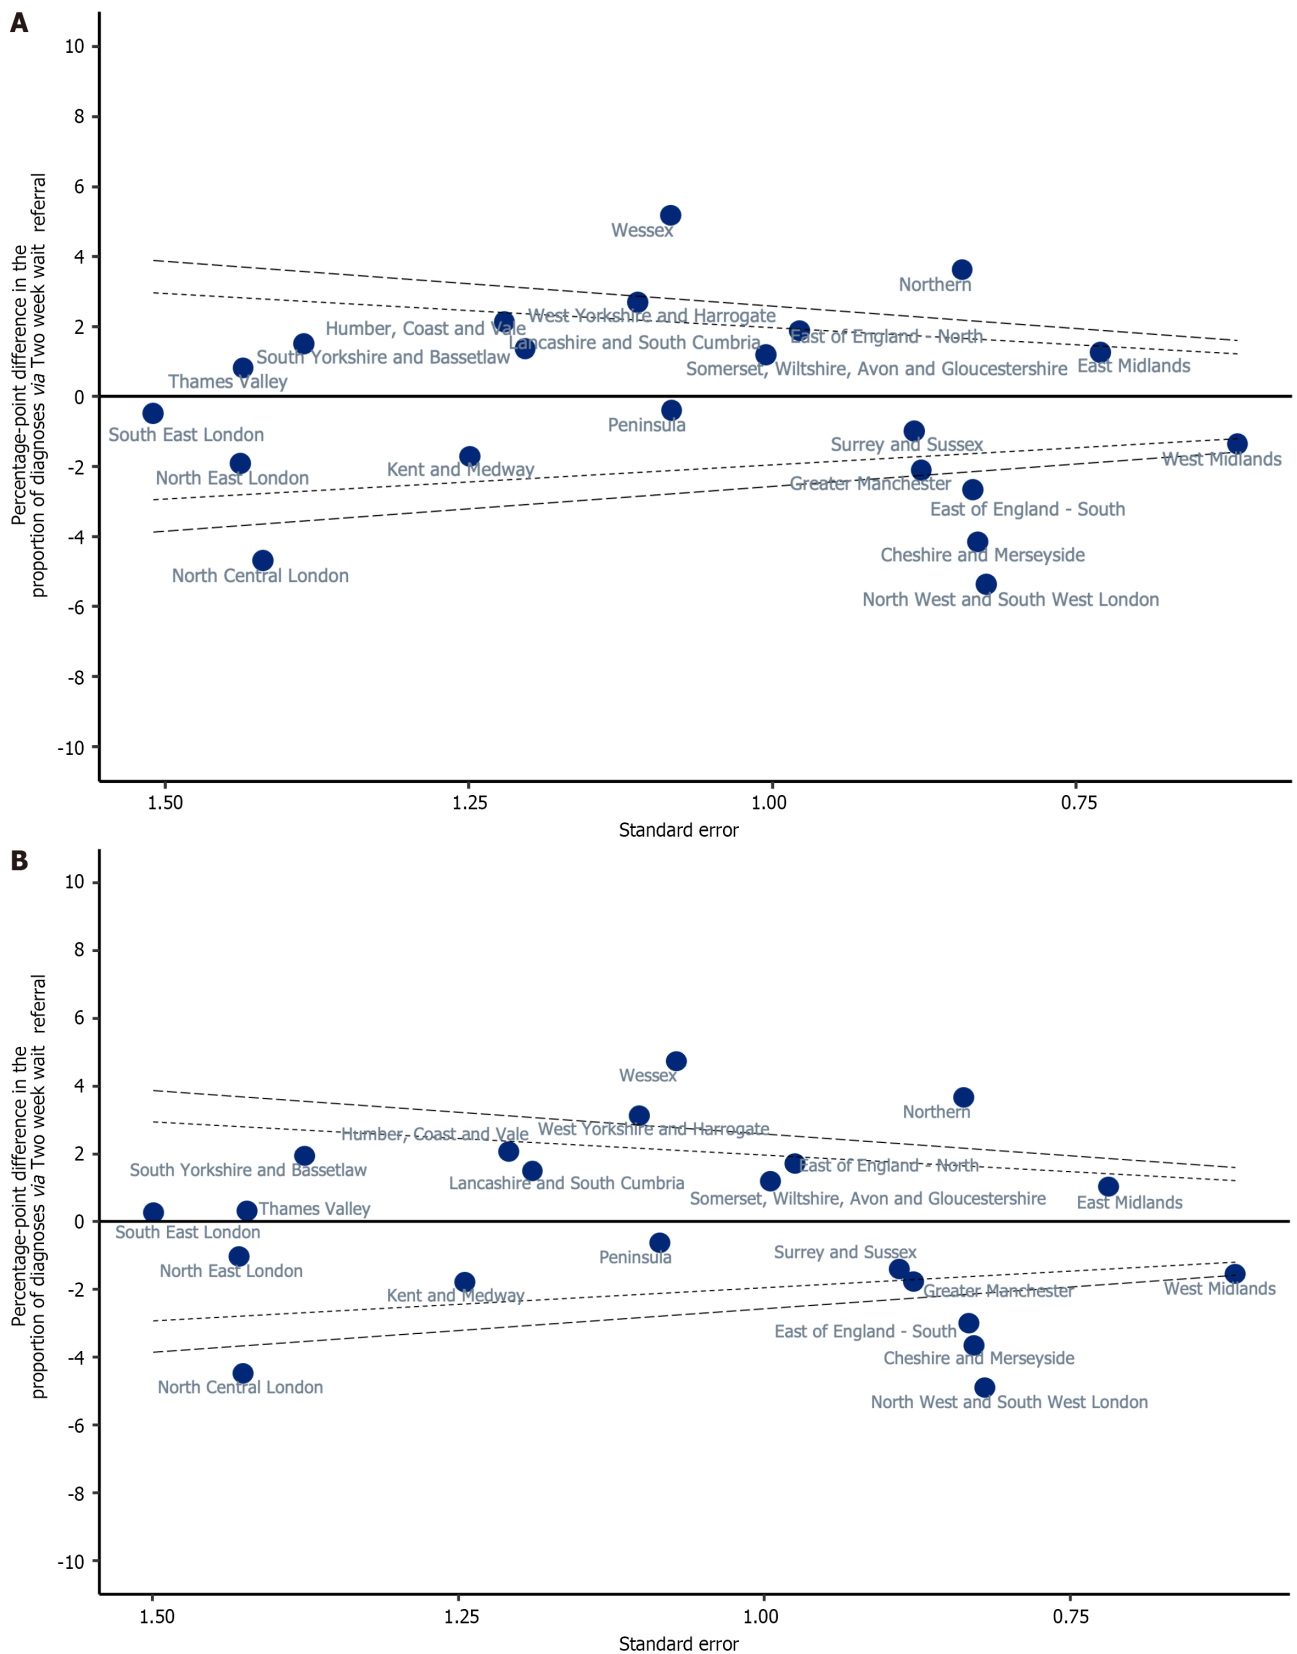 A
10
8
6
4
2
0
-2
-4
-6
-8
-10
Percentage-point difference in the
proportion of diagnoses via Two week wait referral
Wessex
Northern
West Yorkshire and Harrogate
Humber, Coast and Vale
East of England - North
Lancashire and South Cumbria
South Yorkshire and Bassetlaw
Somerset, Wiltshire, Avon and Gloucestershire
East Midlands
Thames Valley
Peninsula
South East London
Surrey and Sussex
West Midlands
Kent and Medway
North East London
Greater Manchester
East of England - South
Cheshire and Merseyside
North Central London
North West and South West London
1.50
1.25
1.00
0.75
Standard error
B
10
8
6
4
2
0
-2
-4
-6
-8
-10
Percentage-point difference in the
proportion of diagnoses via Two week wait referral
Wessex
Northern
West Yorkshire and Harrogate
Humber, Coast and Vale
East of England - North
South Yorkshire and Bassetlaw
Lancashire and South Cumbria
Somerset, Wiltshire, Avon and Gloucestershire
East Midlands
Thames Valley
South East London
Surrey and Sussex
Peninsula
North East London
West Midlands
Greater Manchester
Kent and Medway
East of England - South
Cheshire and Merseyside
North Central London
North West and South West London
1.50
1.25
1.00
0.75
Standard error